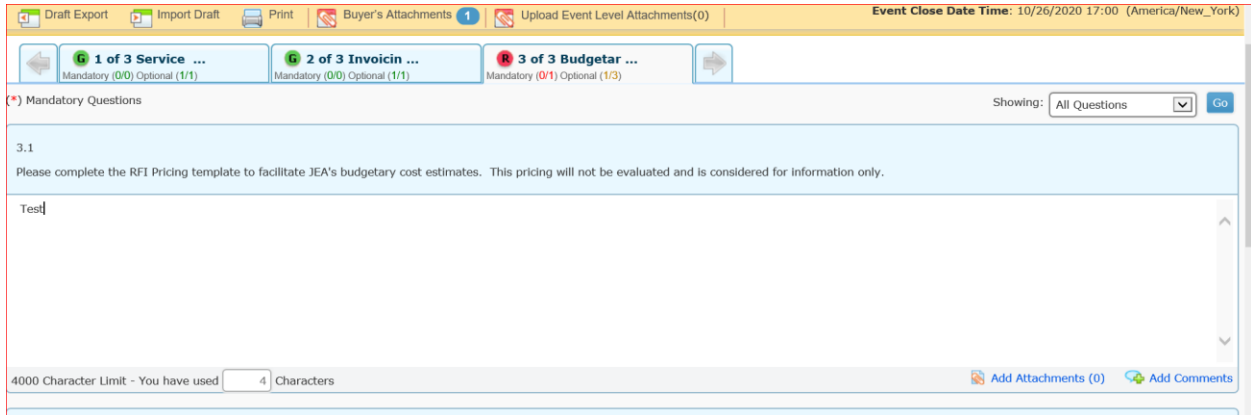 Draft Export Import Draft Print Buyer's Attachments 1 Upload Event Level Attachments(0) Event Close Date Time: 10/26/2020 17:00 (America/New_York)
G 1 of 3 Service ... G 2 of 3 Invoicin ... R 3 of 3 Budgetar ...
Mandatory (0/0) Optional (1/1) Mandatory (0/0) Optional (1/1) Mandatory (0/1) Optional (1/3)
(*) Mandatory Questions Showing: All Questions Go
3.1
Please complete the RFI Pricing template to facilitate JEA's budgetary cost estimates. This pricing will not be evaluated and is considered for information only.
Test
4000 Character Limit - You have used 4 Characters Add Attachments (0) Add Comments